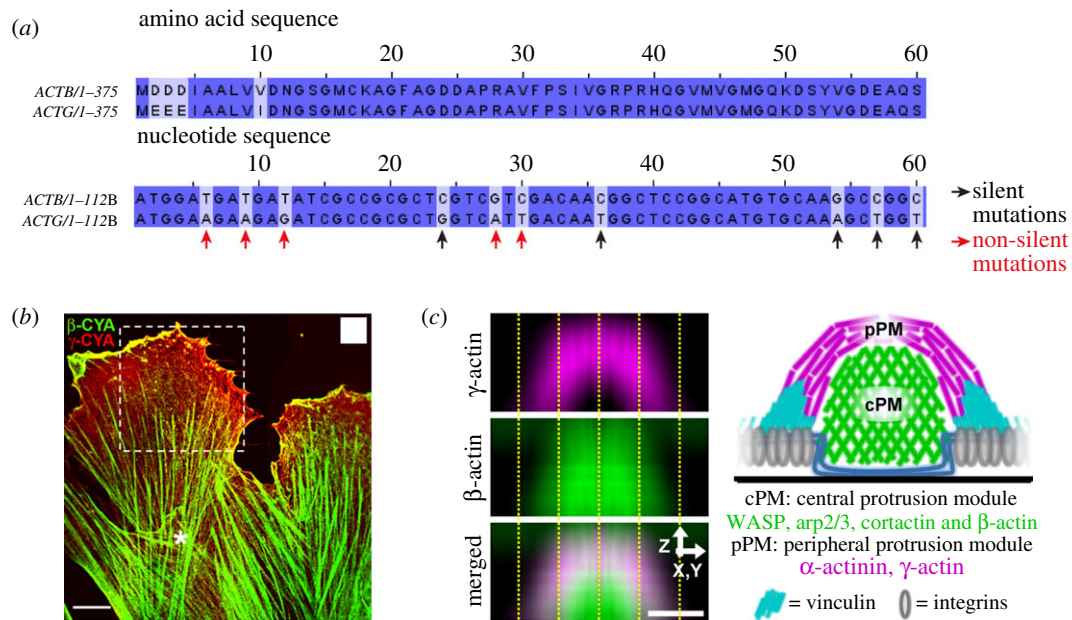 (a) amino acid sequence
10 20 30 40 50 60
ACTB/1–375 MDDDIAALVVDNGSGMCKAGFAGDDAPRAVFPSIVGRPRHQGVMVGMGQKDSYVGDEAQS
ACTG/1–375 MEEEIAALVIDNGSGMCKAGFAGDDAPRAVFPSIVGRPRHQGVMVGMGQKDSYVGDEAQS
nucleotide sequence
10 20 30 40 50 60
ACTB/1–112B ATGGATGATGATATCGCCGCGCTCGTCGTCGACAACGGCTCCGGCATGTGCAAGGCCGGC
ACTG/1–112B ATGGAAGAAGAGATCGCCGCGCTGGTCATTGACAATGGCTCCGGCATGTGCAAAGCTGGT
silent
mutations
non-silent
mutations
(b)
β-CYA
γ-CYA
*
(c)
γ-actin
β-actin
merged
Z
X,Y
pPM
cPM
cPM: central protrusion module
WASP, arp2/3, cortactin and β-actin
pPM: peripheral protrusion module
α-actinin, γ-actin
= vinculin = integrins